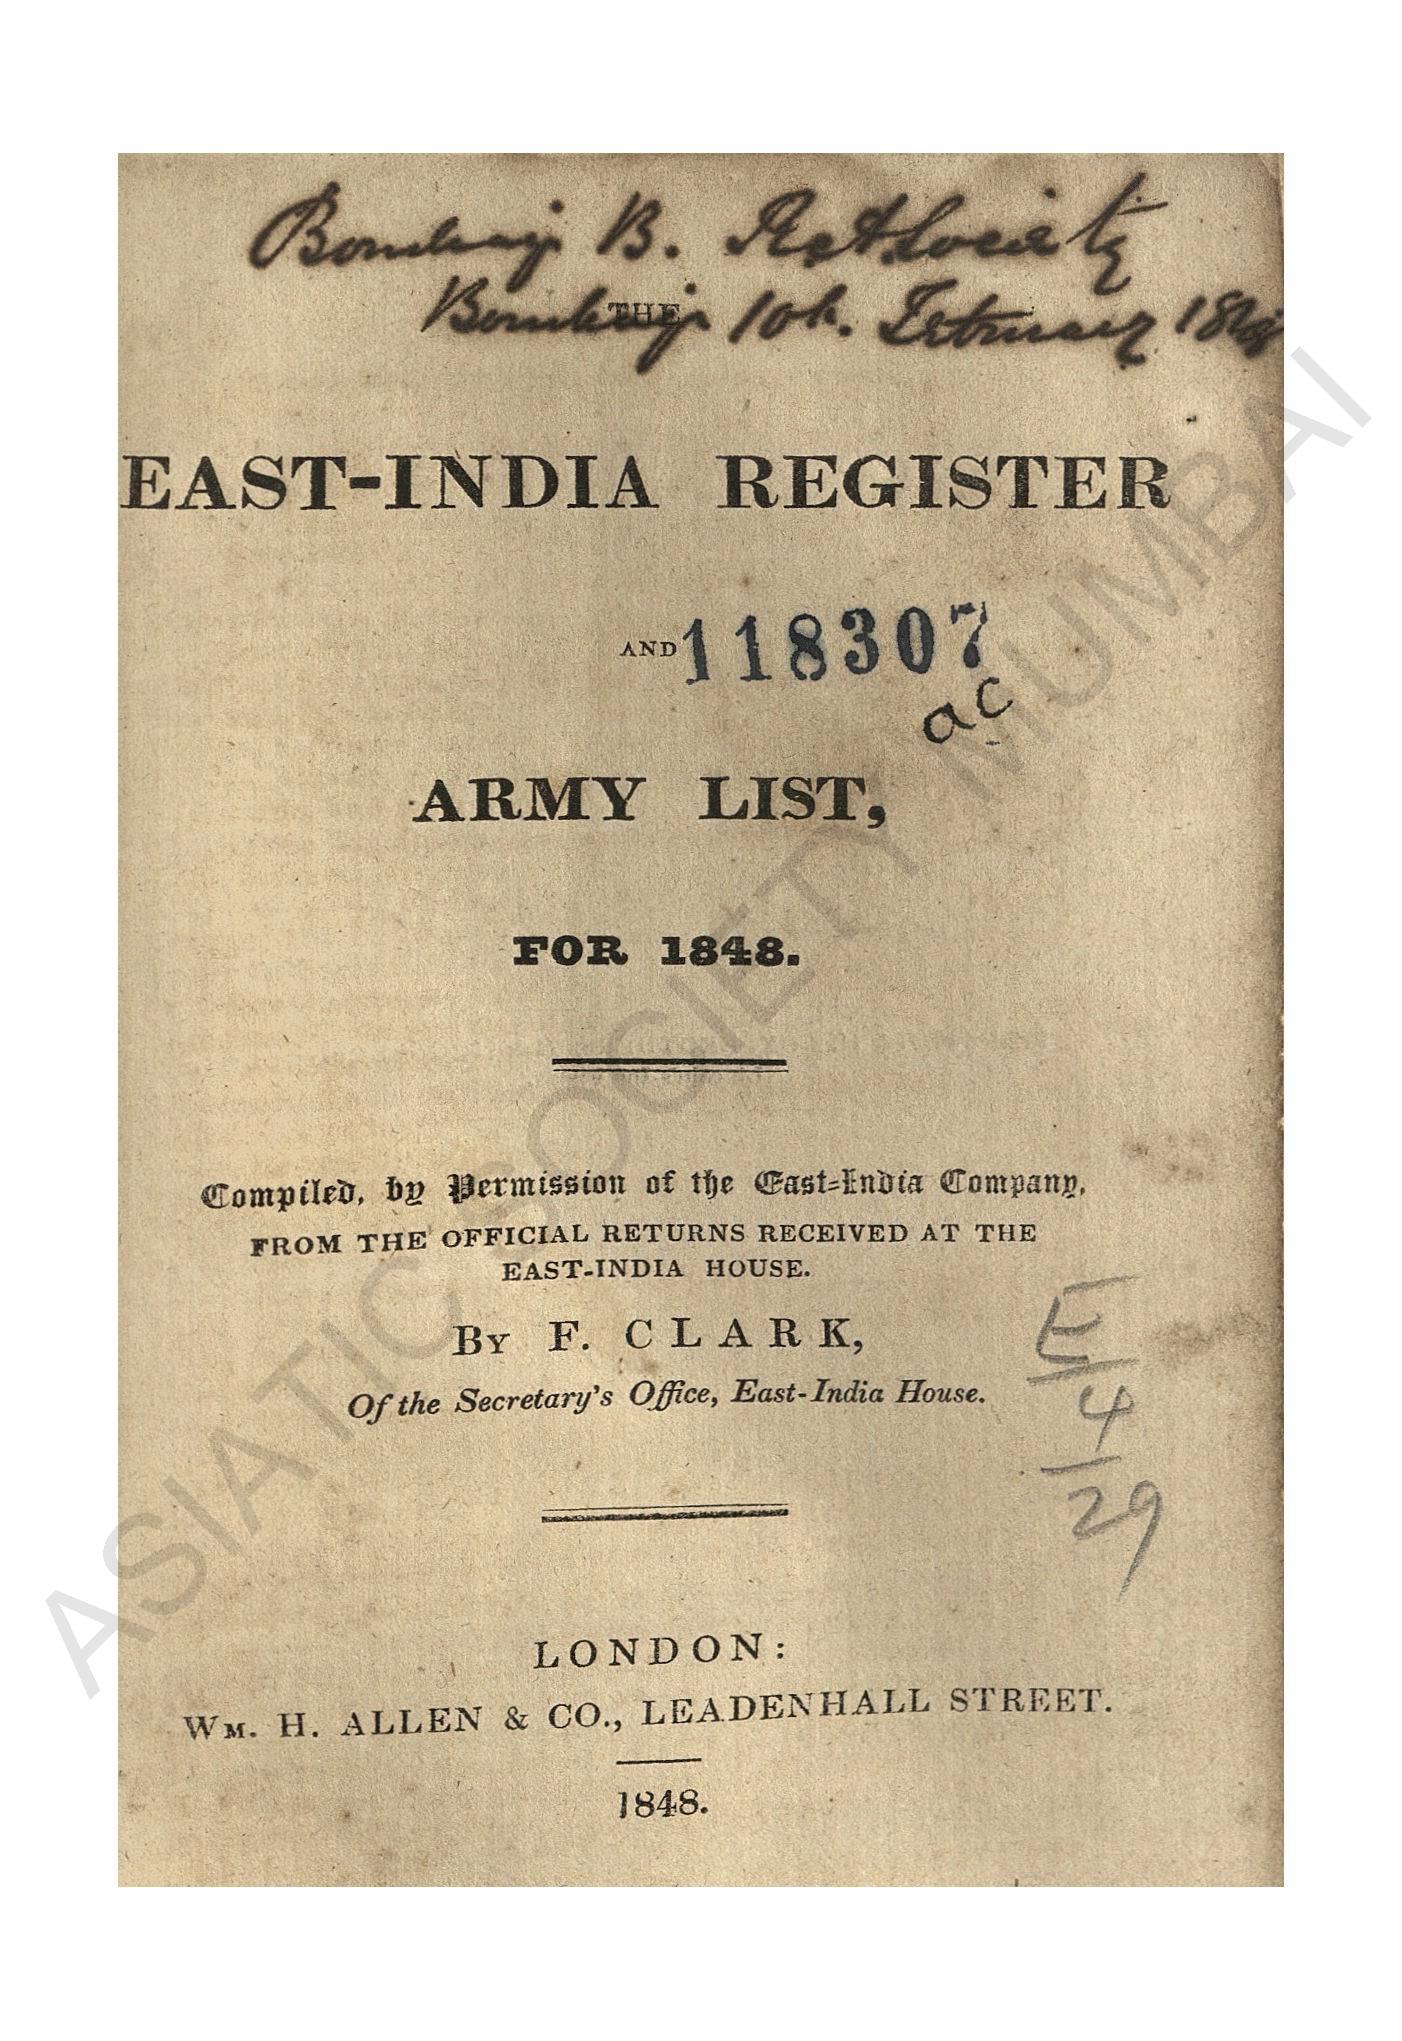 Bombay B. R. A. Society
Bombay 10th. February 1848
THE
EAST-INDIA REGISTER
AND
118307
ac
ARMY LIST,
FOR 1848.
Compiled, by Permission of the East-India Company,
FROM THE OFFICIAL RETURNS RECEIVED AT THE
EAST-INDIA HOUSE.
BY F. CLARK,
Of the Secretary's Office, East-India House.
E
4
29
LONDON:
WM. H. ALLEN & CO., LEADENHALL STREET.
1848.
ASIATIC SOCIETY MUMBAI